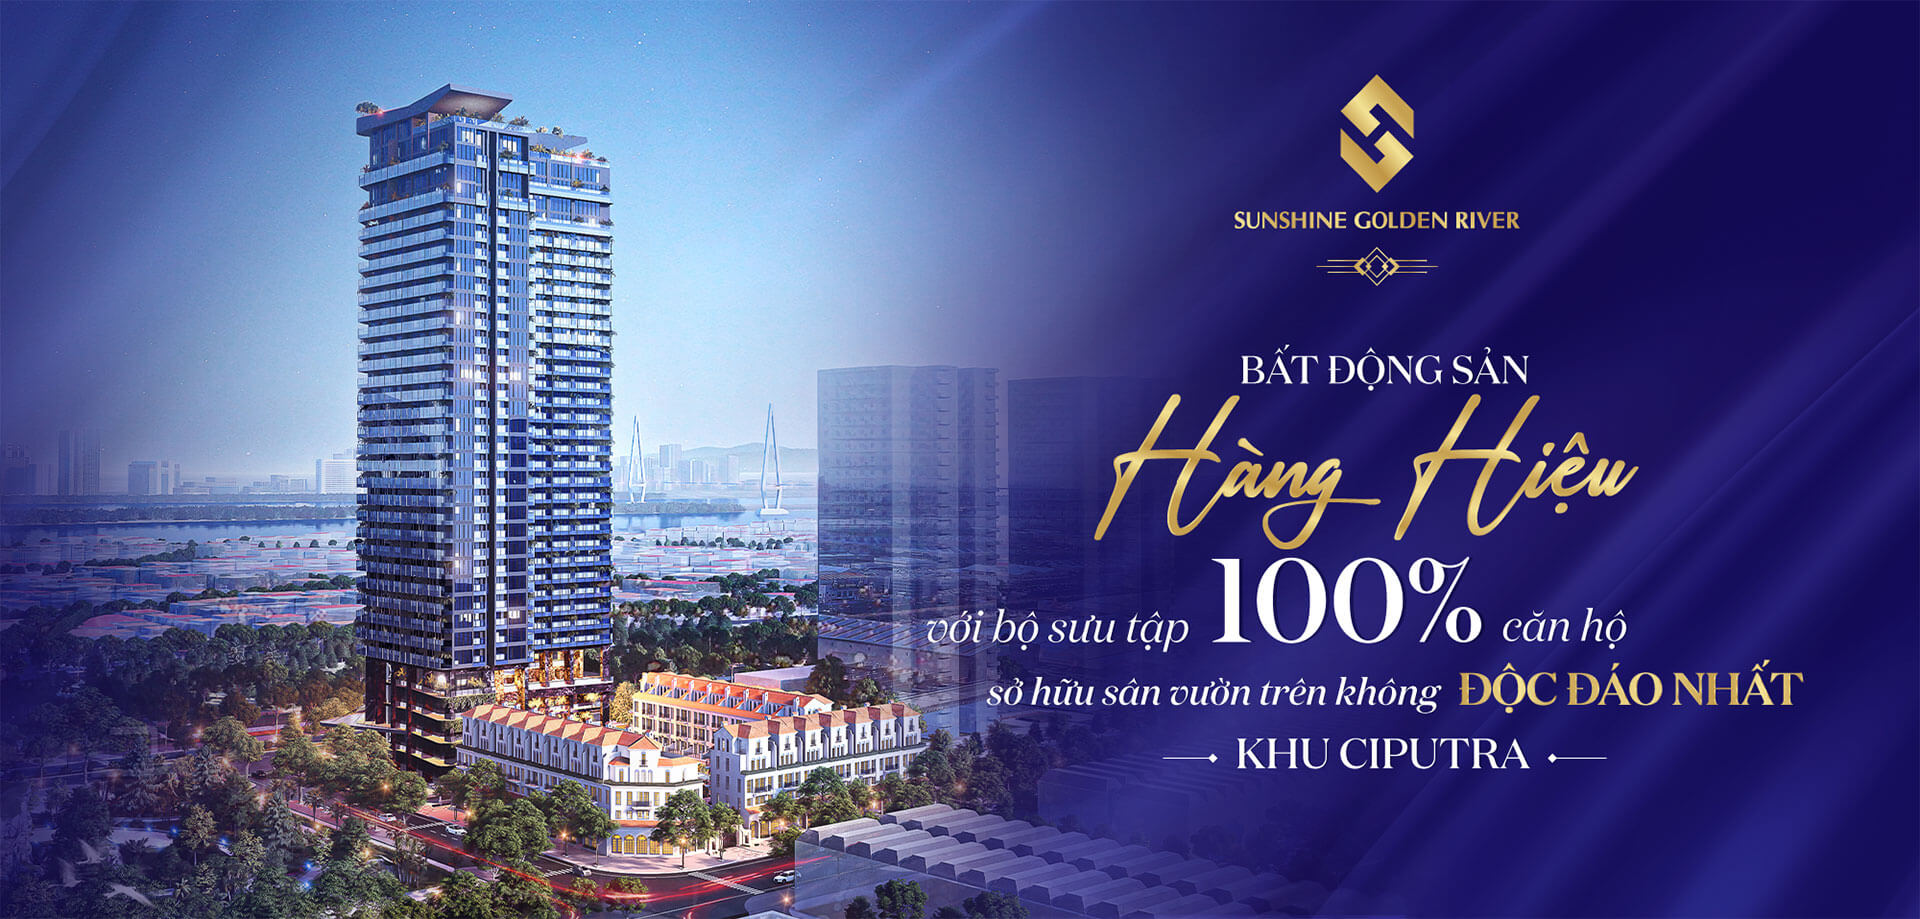 SUNSHINE GOLDEN RIVER
BẤT ĐỘNG SẢN
Hàng Hiệu
với bộ sưu tập 100% căn hộ
sở hữu sân vườn trên không ĐỘC ĐÁO NHẤT
KHU CIPUTRA